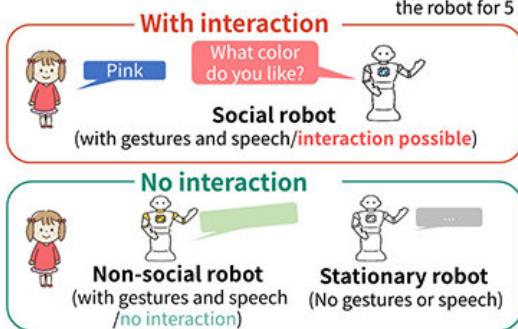 the robot for 5
With interaction
Pink
What color
do you like?
Social robot
(with gestures and speech/interaction possible)
No interaction
...
Non-social robot
(with gestures and speech
/no interaction)
Stationary robot
(No gestures or speech)